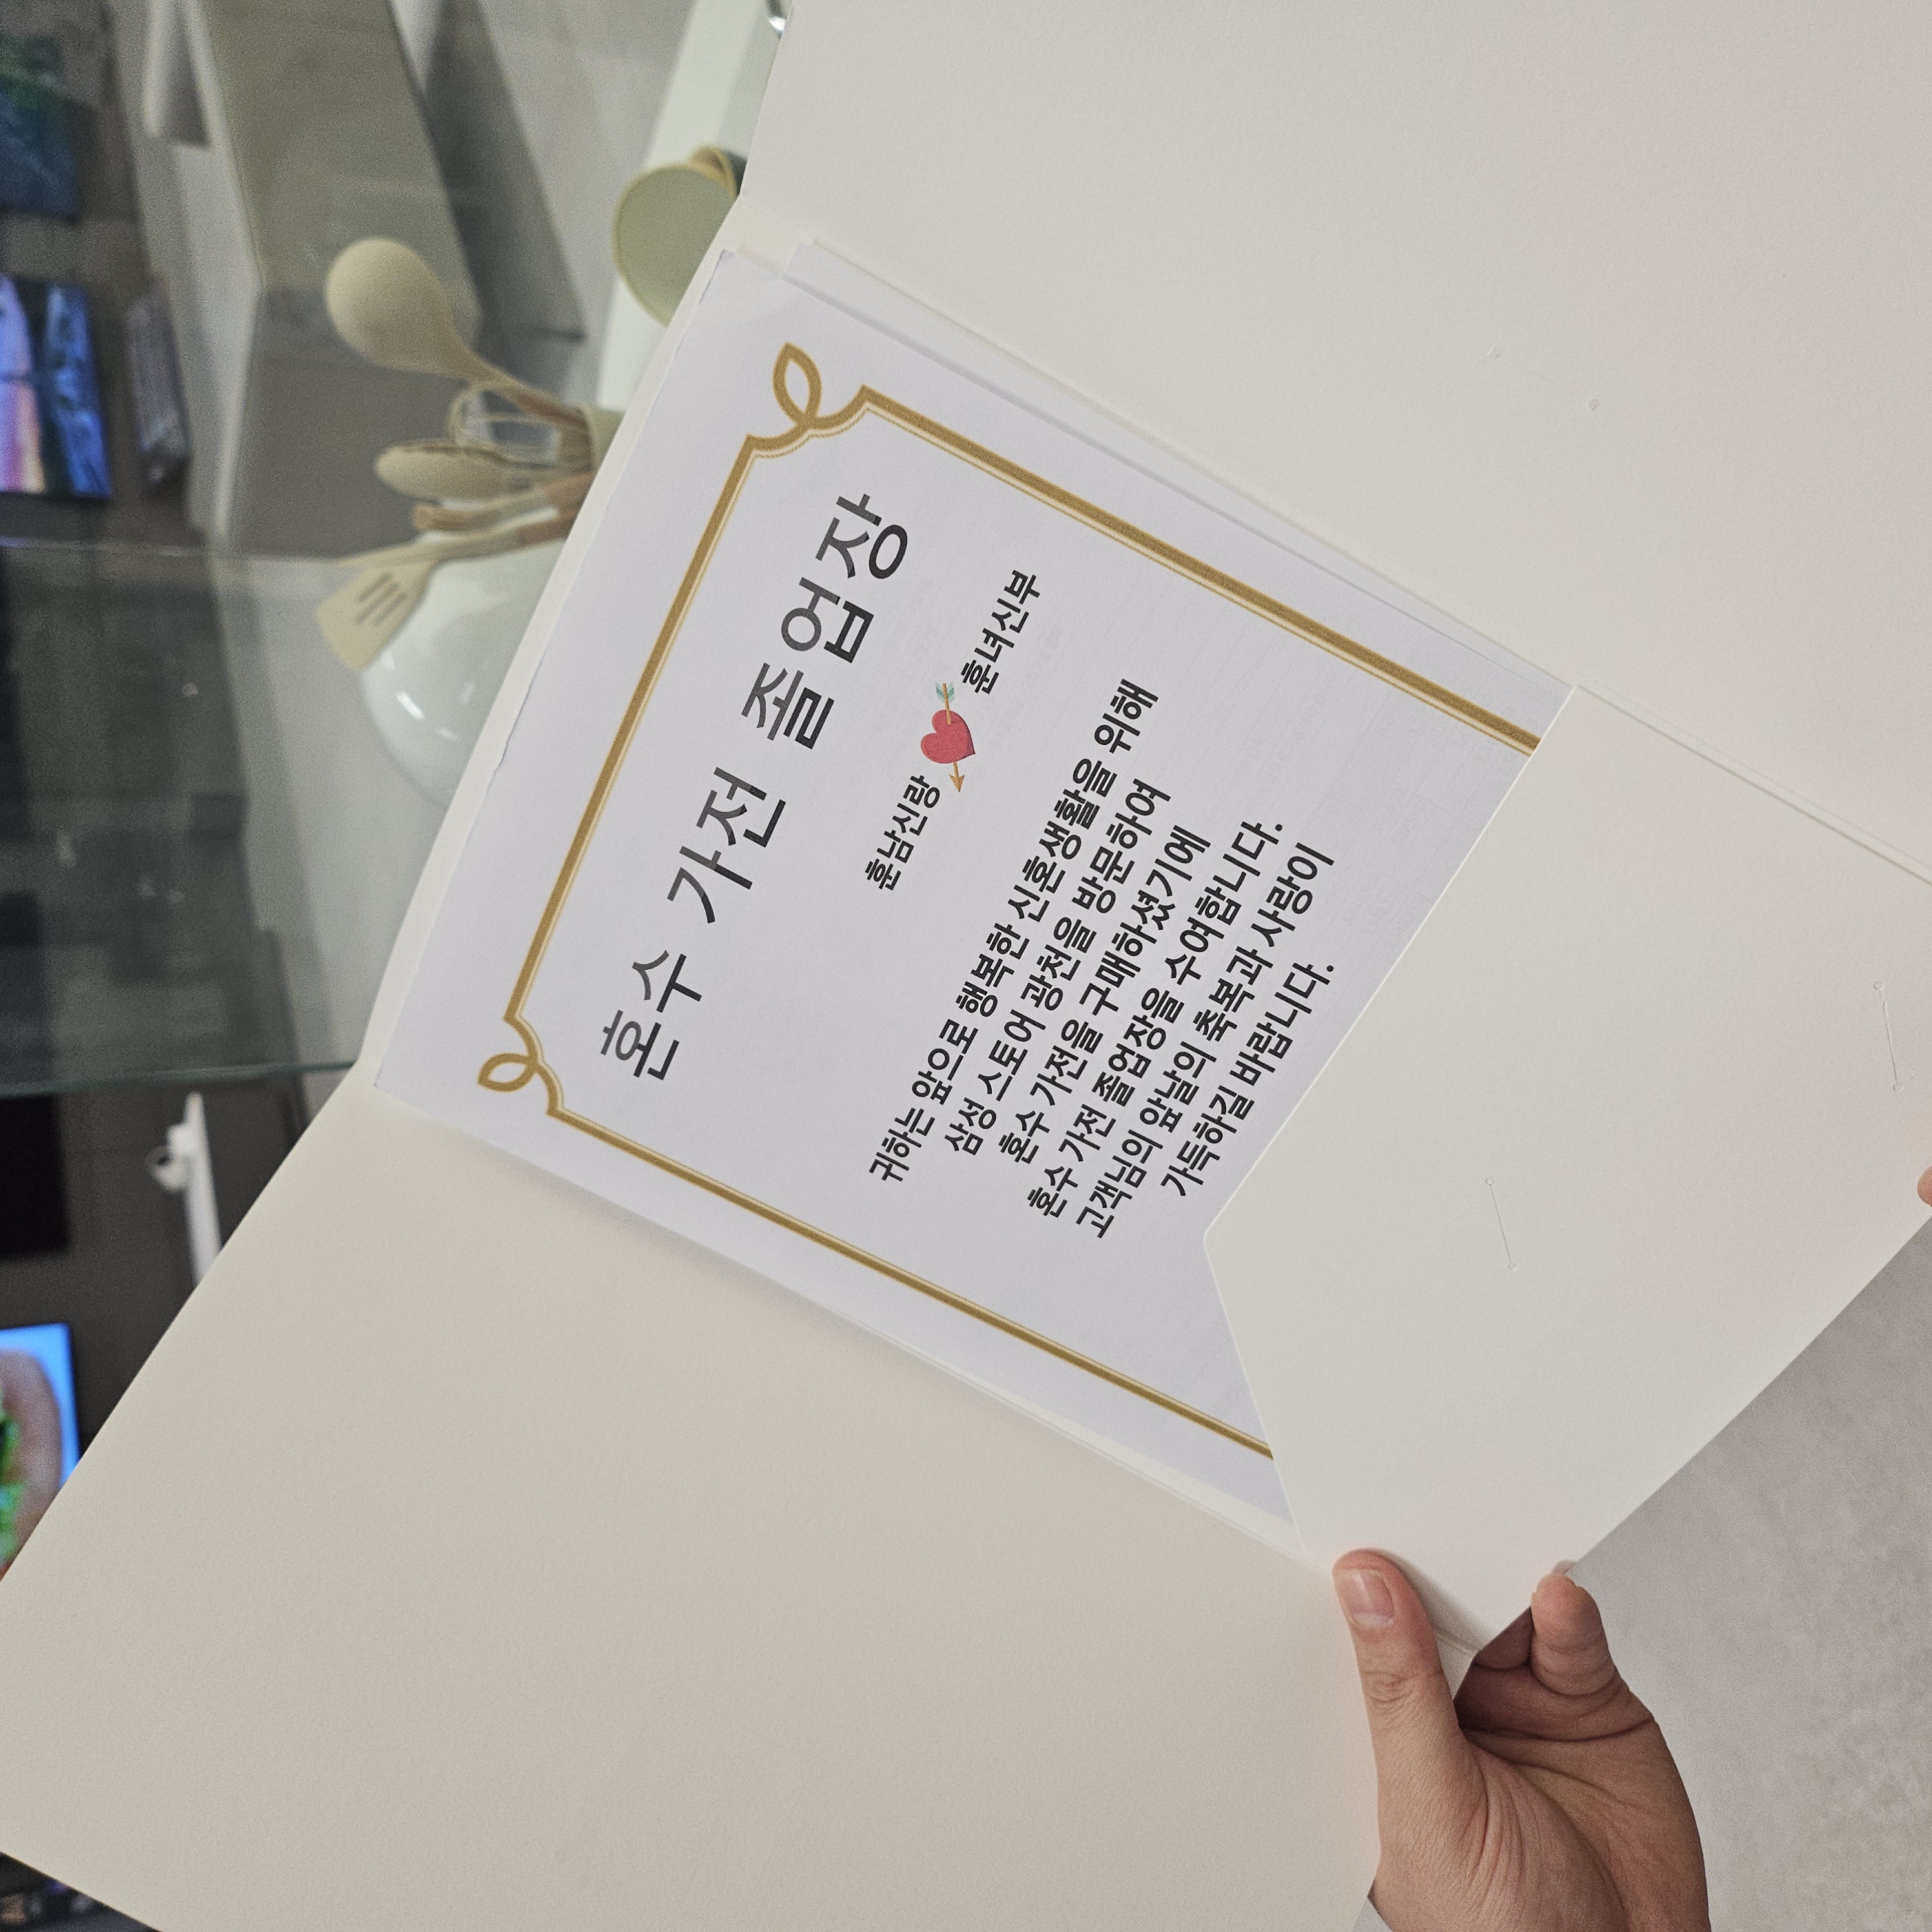 혼수 가전 졸업장
훈남신랑 💘 훈녀신부
귀하는 앞으로 행복한 신혼생활을 위해
삼성 스토어 광천을 방문하여
혼수 가전을 구매하셨기에
혼수 가전 졸업장을 수여합니다.
고객님의 앞날의 축복과 사랑이
가득하길 바랍니다.